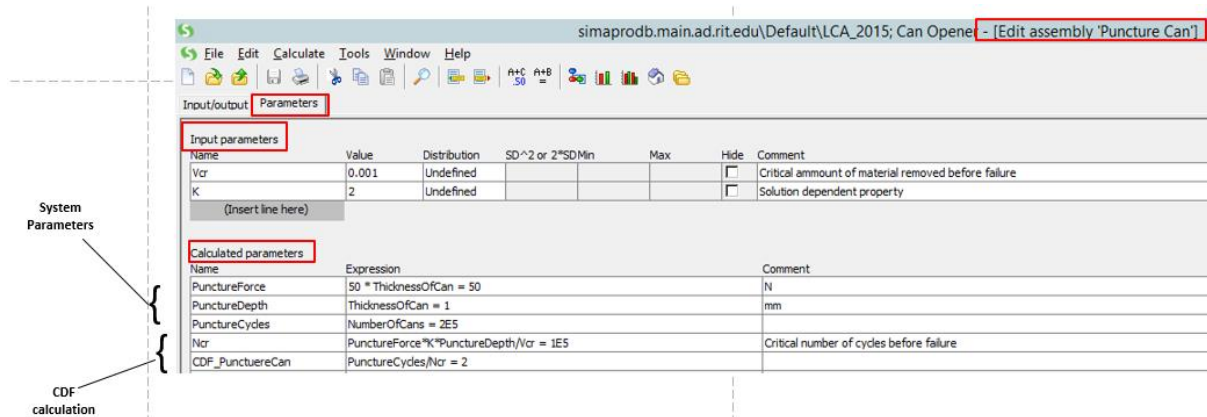 simaprodb.main.ad.rit.edu\Default\LCA_2015; Can Opener - [Edit assembly 'Puncture Can']
File Edit Calculate Tools Window Help
A+C .50 A+B =
Input/output Parameters
Input parameters
Name Value Distribution SD^2 or 2*SD Min Max Hide Comment
Vcr 0.001 Undefined Critical ammount of material removed before failure
K 2 Undefined Solution dependent property
(Insert line here)
System
Parameters
Calculated parameters
Name Expression Comment
PunctureForce 50 * ThicknessOfCan = 50 N
PunctureDepth ThicknessOfCan = 1 mm
PunctureCycles NumberOfCans = 2E5
Ncr PunctureForce*K*PunctureDepth/Vcr = 1E5 Critical number of cycles before failure
CDF_PunctuereCan PunctureCycles/Ncr = 2
CDF
calculation